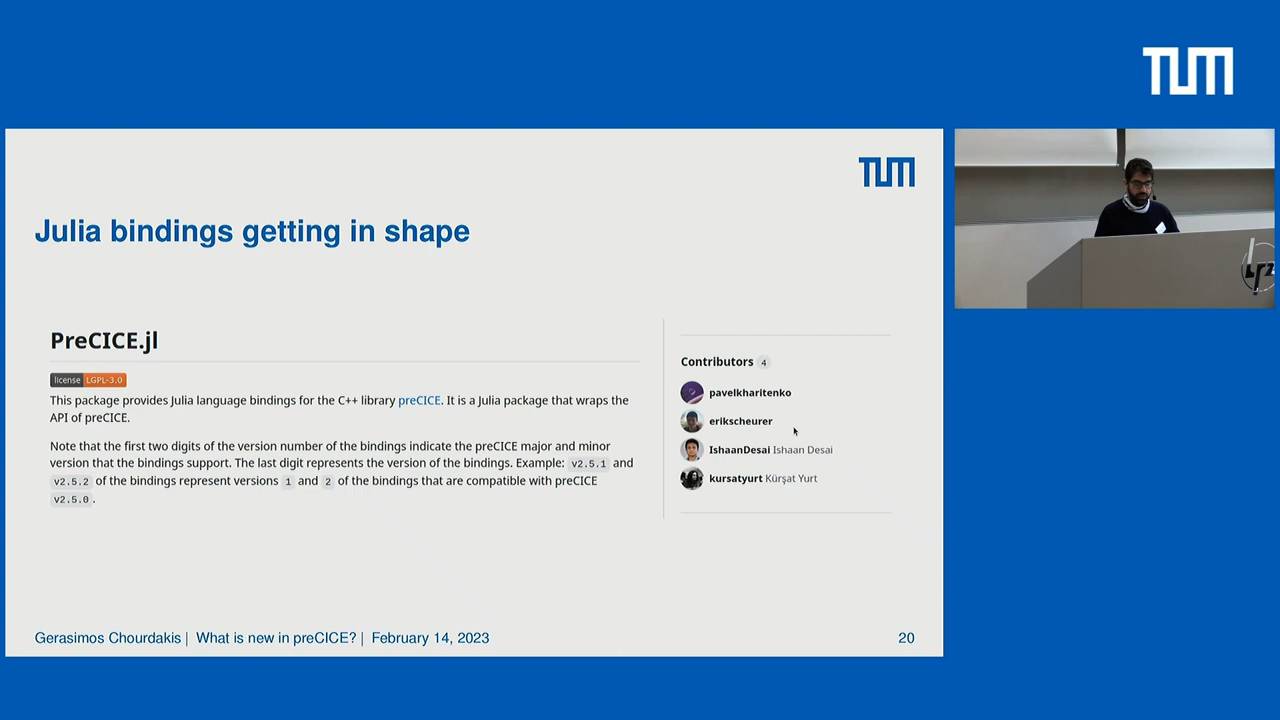 TUM
TUM
Julia bindings getting in shape
PreCICE.jl
license LGPL-3.0
This package provides Julia language bindings for the C++ library preCICE. It is a Julia package that wraps the
API of preCICE.
Note that the first two digits of the version number of the bindings indicate the preCICE major and minor
version that the bindings support. The last digit represents the version of the bindings. Example: v2.5.1 and
v2.5.2 of the bindings represent versions 1 and 2 of the bindings that are compatible with preCICE
v2.5.0.
Contributors 4
pavelkharitenko
erikscheurer
IshaanDesai Ishaan Desai
kursatyurt Kürşat Yurt
lrz
Gerasimos Chourdakis | What is new in preCICE? | February 14, 2023
20